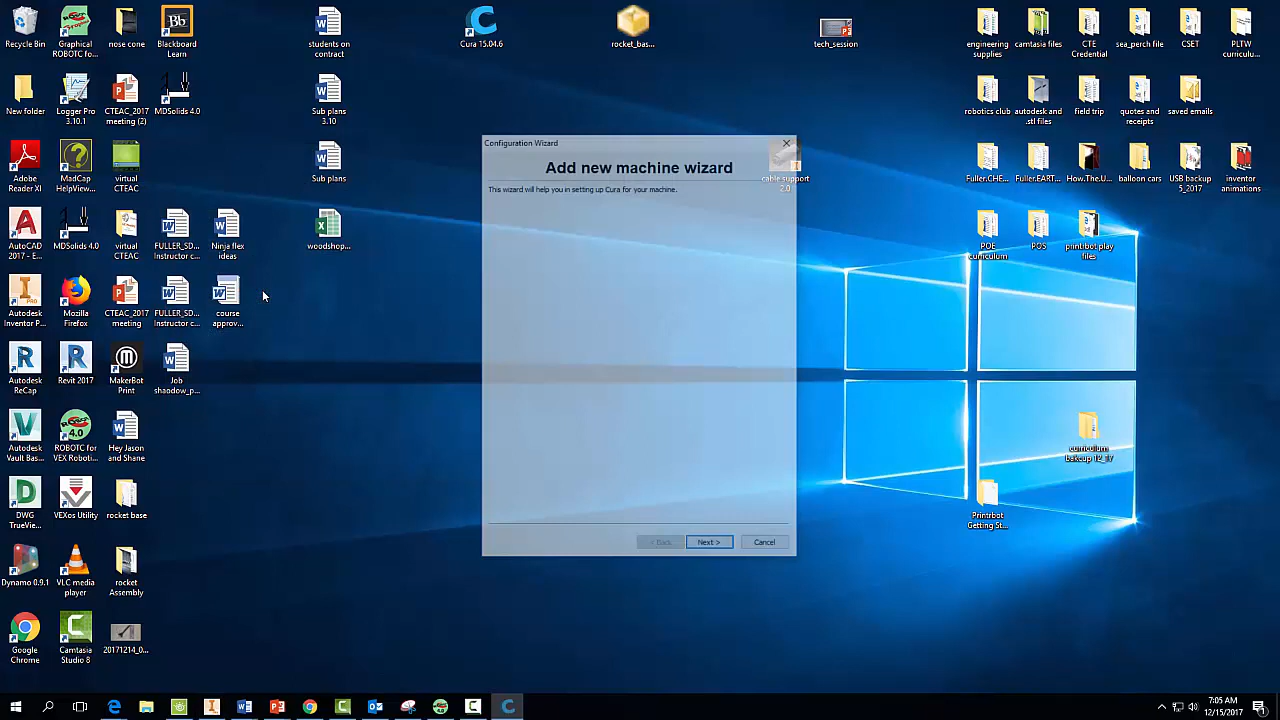 Recycle Bin
Graphical ROBOTC fo...
nose cone
Blackboard Learn
students on contract
Cura 15.04.6
rocket_bas...
tech_session
engineering supplies
camtasia files
CTE Credential
sea_perch file
CSET
PLTW curriculu...
New folder
Logger Pro 3.10.1
CTEAC_2017 meeting (2)
MDSolids 4.0
Sub plans 3.10
robotics club
autodesk and .stl files
field trip
quotes and receipts
saved emails
Configuration Wizard
Add new machine wizard
This wizard will help you in setting up Cura for your machine.
Adobe Reader XI
MadCap HelpView...
virtual CTEAC
Sub plans
cable support 2.0
Fuller.CHE...
Fuller.EART...
How.The.U...
balloon cars
USB backup 5_2017
inventor animations
AutoCAD 2017 - E...
MDSolids 4.0
virtual CTEAC
FULLER_SD... Instructor c...
Ninja flex ideas
woodshop...
POE curriculum
POS
printibot play files
Autodesk Inventor P...
Mozilla Firefox
CTEAC_2017 meeting
FULLER_SD... Instructor c...
course approv...
Autodesk ReCap
Revit 2017
MakerBot Print
Job shaodow_p...
Autodesk Vault Bas...
ROBOTC for VEX Roboti...
Hey Jason and Shane
curriculum bakcup 12_17
DWG TrueVie...
VEXos Utility
rocket base
Printrbot Getting St...
< Back
Next >
Cancel
Dynamo 0.9.1
VLC media player
rocket Assembly
Google Chrome
Camtasia Studio 8
20171214_0...
7:05 AM
12/15/2017